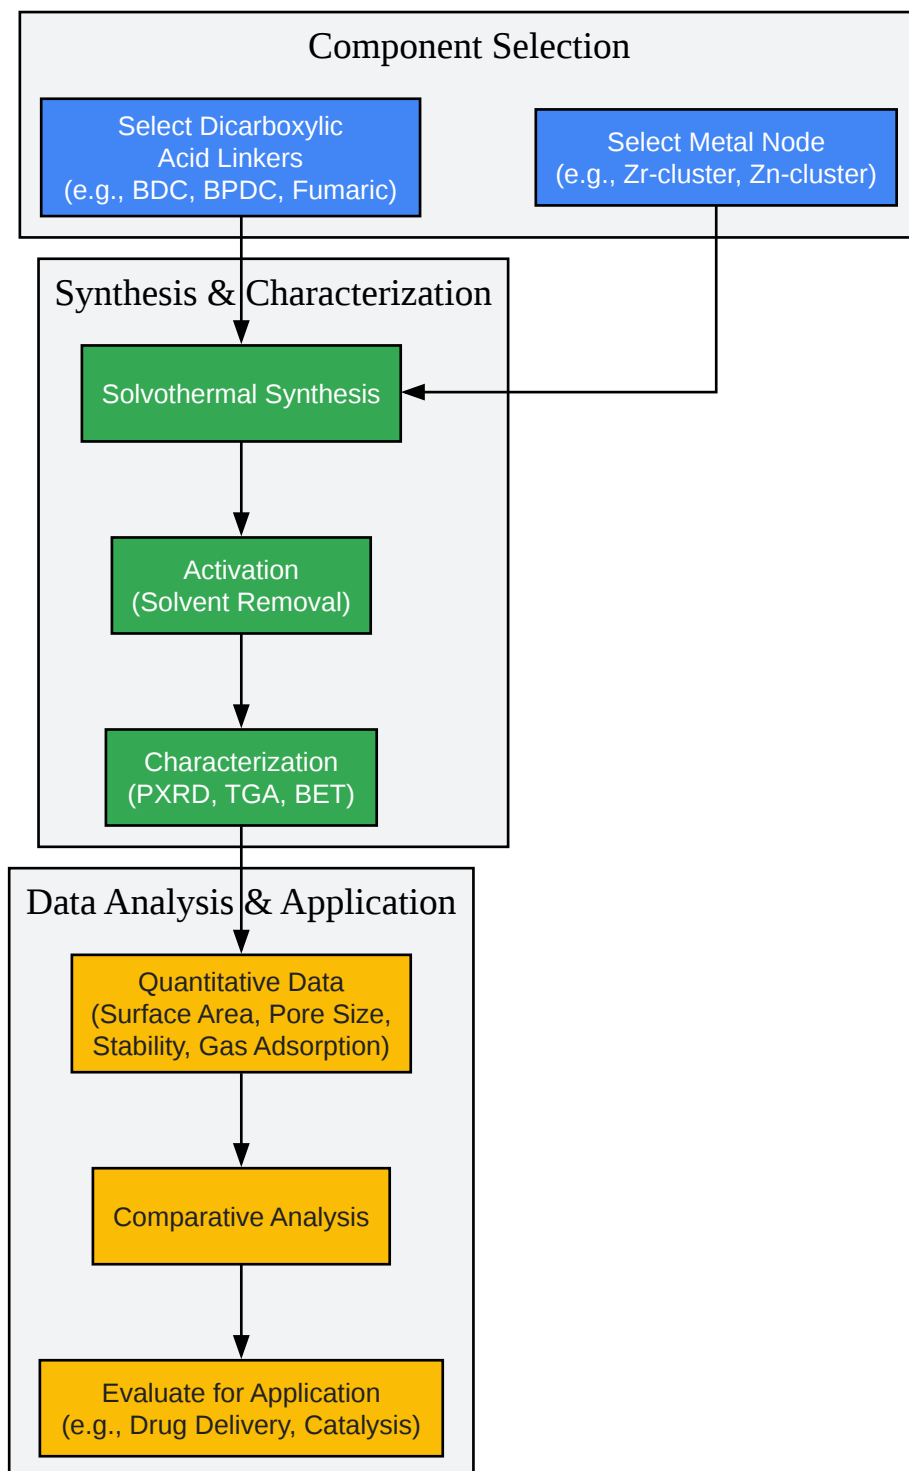 Component Selection
Select Dicarboxylic
Acid Linkers
(e.g., BDC, BPDC, Fumaric)
Select Metal Node
(e.g., Zr-cluster, Zn-cluster)
Synthesis & Characterization
Solvothermal Synthesis
Activation
(Solvent Removal)
Characterization
(PXRD, TGA, BET)
Data Analysis & Application
Quantitative Data
(Surface Area, Pore Size,
Stability, Gas Adsorption)
Comparative Analysis
Evaluate for Application
(e.g., Drug Delivery, Catalysis)